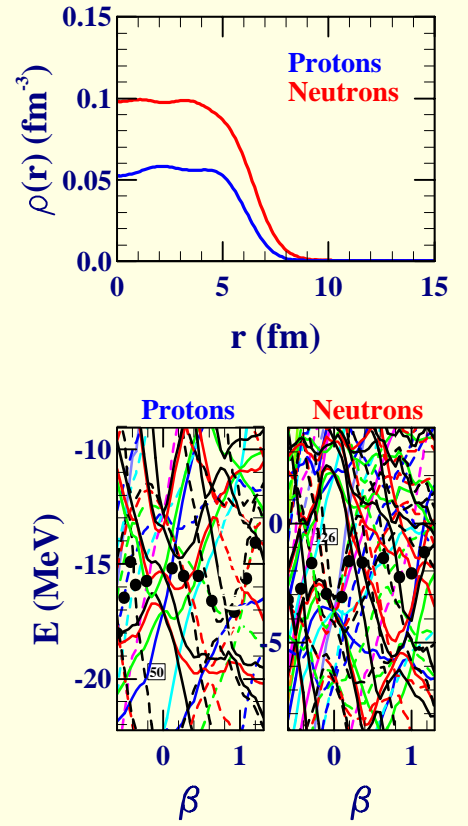 0.15
Protons
Neutrons
0.1
0.05
0.0
ρ(r) (fm⁻³)
0 5 10 15
r (fm)
Protons Neutrons
-10
-15
-20
E (MeV)
50
0
-5
126
0 1 0 1
β β